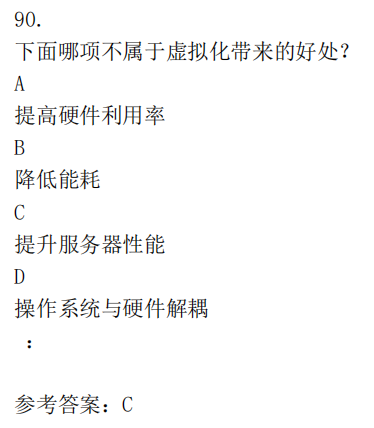 90.
下面哪项不属于虚拟化带来的好处？
A
提高硬件利用率
B
降低能耗
C
提升服务器性能
D
操作系统与硬件解耦
：
参考答案：C